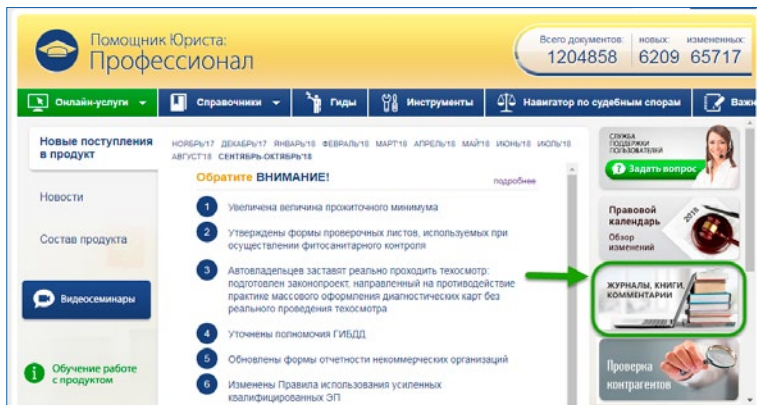 Помощник Юриста:
Профессионал
Всего документов: новых: измененных:
1204858 6209 65717
Онлайн-услуги
Справочники
Гиды
Инструменты
Навигатор по судебным спорам
Важн
Новые поступления
в продукт
Новости
Состав продукта
Видеосеминары
Обучение работе
с продуктом
НОЯБРЬ'17 ДЕКАБРЬ'17 ЯНВАРЬ'18 ФЕВРАЛЬ'18 МАРТ'18 АПРЕЛЬ'18 МАЙ'18 ИЮНЬ'18 ИЮЛЬ'18
АВГУСТ'18 СЕНТЯБРЬ-ОКТЯБРЬ'18
Обратите ВНИМАНИЕ!
подробнее
1 Увеличена величина прожиточного минимума
2 Утверждены формы проверочных листов, используемых при
осуществлении фитосанитарного контроля
3 Автовладельцев заставят реально проходить техосмотр:
подготовлен законопроект, направленный на противодействие
практике массового оформления диагностических карт без
реального проведения техосмотра
4 Уточнены полномочия ГИБДД
5 Обновлены формы отчетности некоммерческих организаций
6 Изменены Правила использования усиленных
квалифицированных ЭП
СЛУЖБА
ПОДДЕРЖКИ
ПОЛЬЗОВАТЕЛЕЙ
Задать вопрос
Правовой
календарь
2018
Обзор
изменений
ЖУРНАЛЫ, КНИГИ,
КОММЕНТАРИИ
Проверка
контрагентов